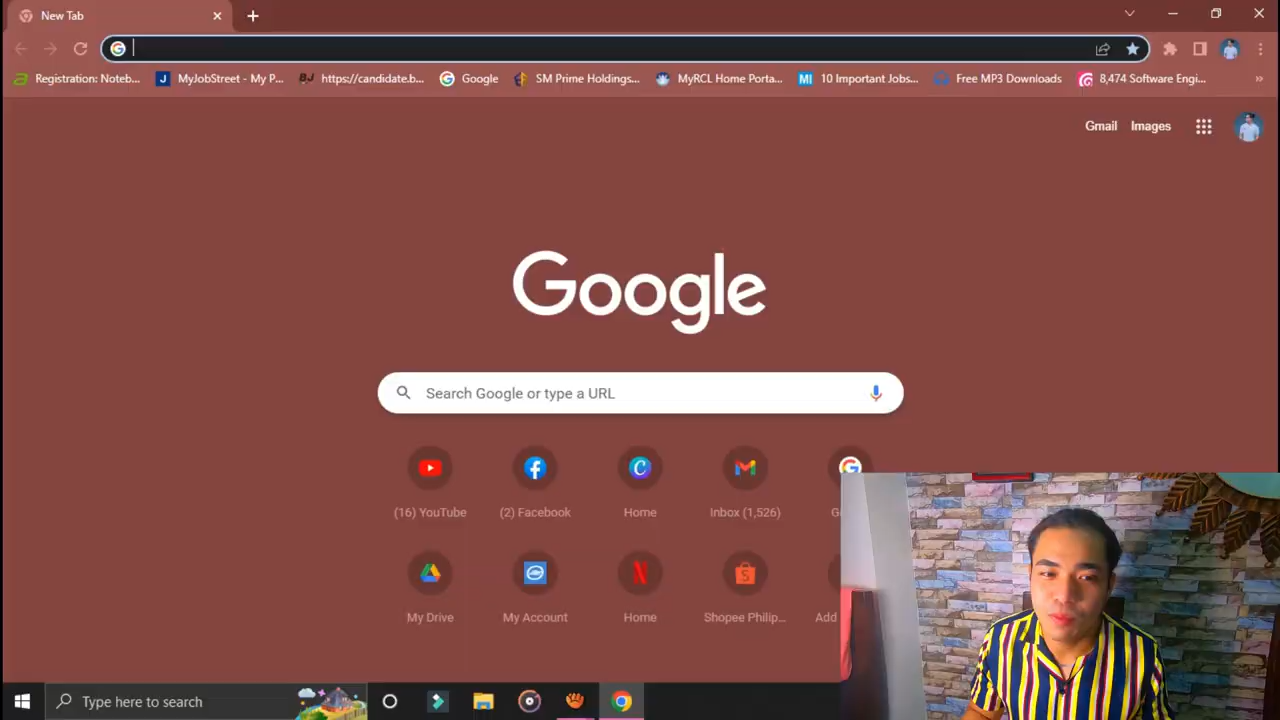 New Tab
Registration: Noteb...
MyJobStreet - My P...
https://candidate.b...
Google
SM Prime Holdings...
MyRCL Home Porta...
10 Important Jobs...
Free MP3 Downloads
8,474 Software Engi...
Gmail Images
Google
Search Google or type a URL
(16) YouTube
(2) Facebook
Home
Inbox (1,526)
My Drive
My Account
Home
Shopee Philip...
Add
Type here to search